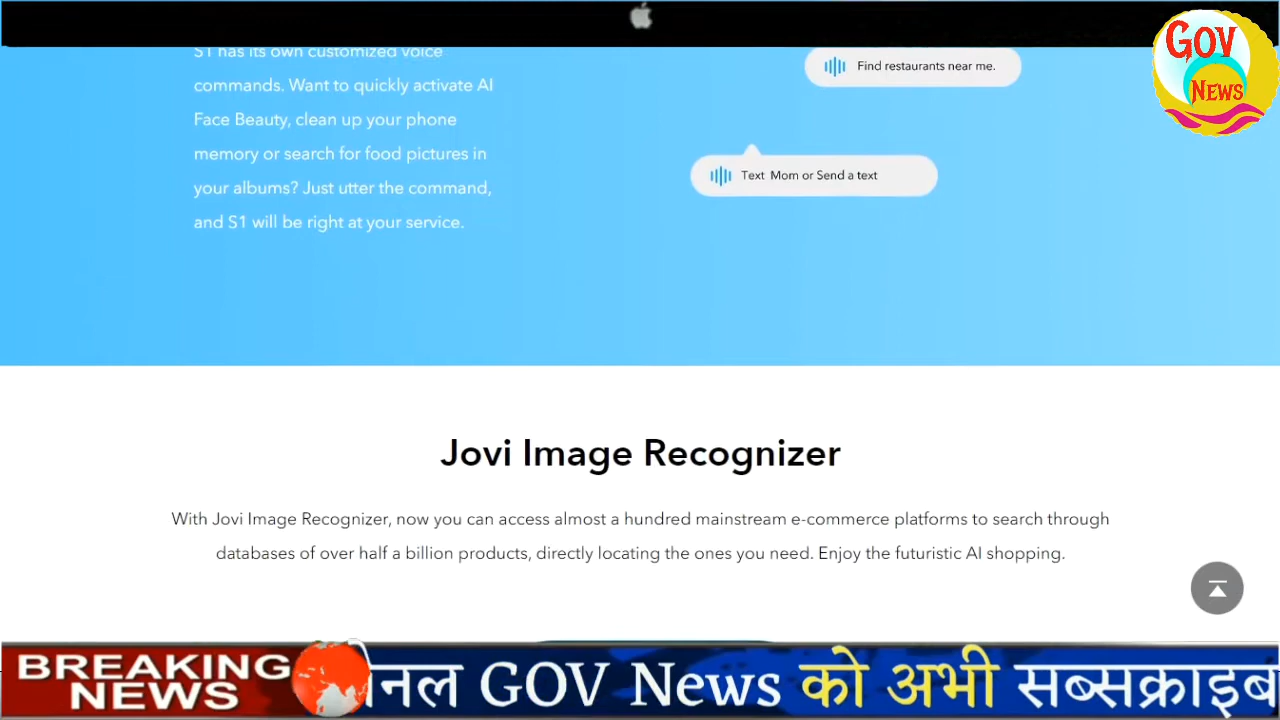 S1 has its own customized voice
commands. Want to quickly activate AI
Face Beauty, clean up your phone
memory or search for food pictures in
your albums? Just utter the command,
and S1 will be right at your service.
Find restaurants near me.
Text Mom or Send a text
GOV
NEWS
Jovi Image Recognizer
With Jovi Image Recognizer, now you can access almost a hundred mainstream e-commerce platforms to search through
databases of over half a billion products, directly locating the ones you need. Enjoy the futuristic AI shopping.
BREAKING
NEWS
नल GOV News को अभी सब्सक्राइब